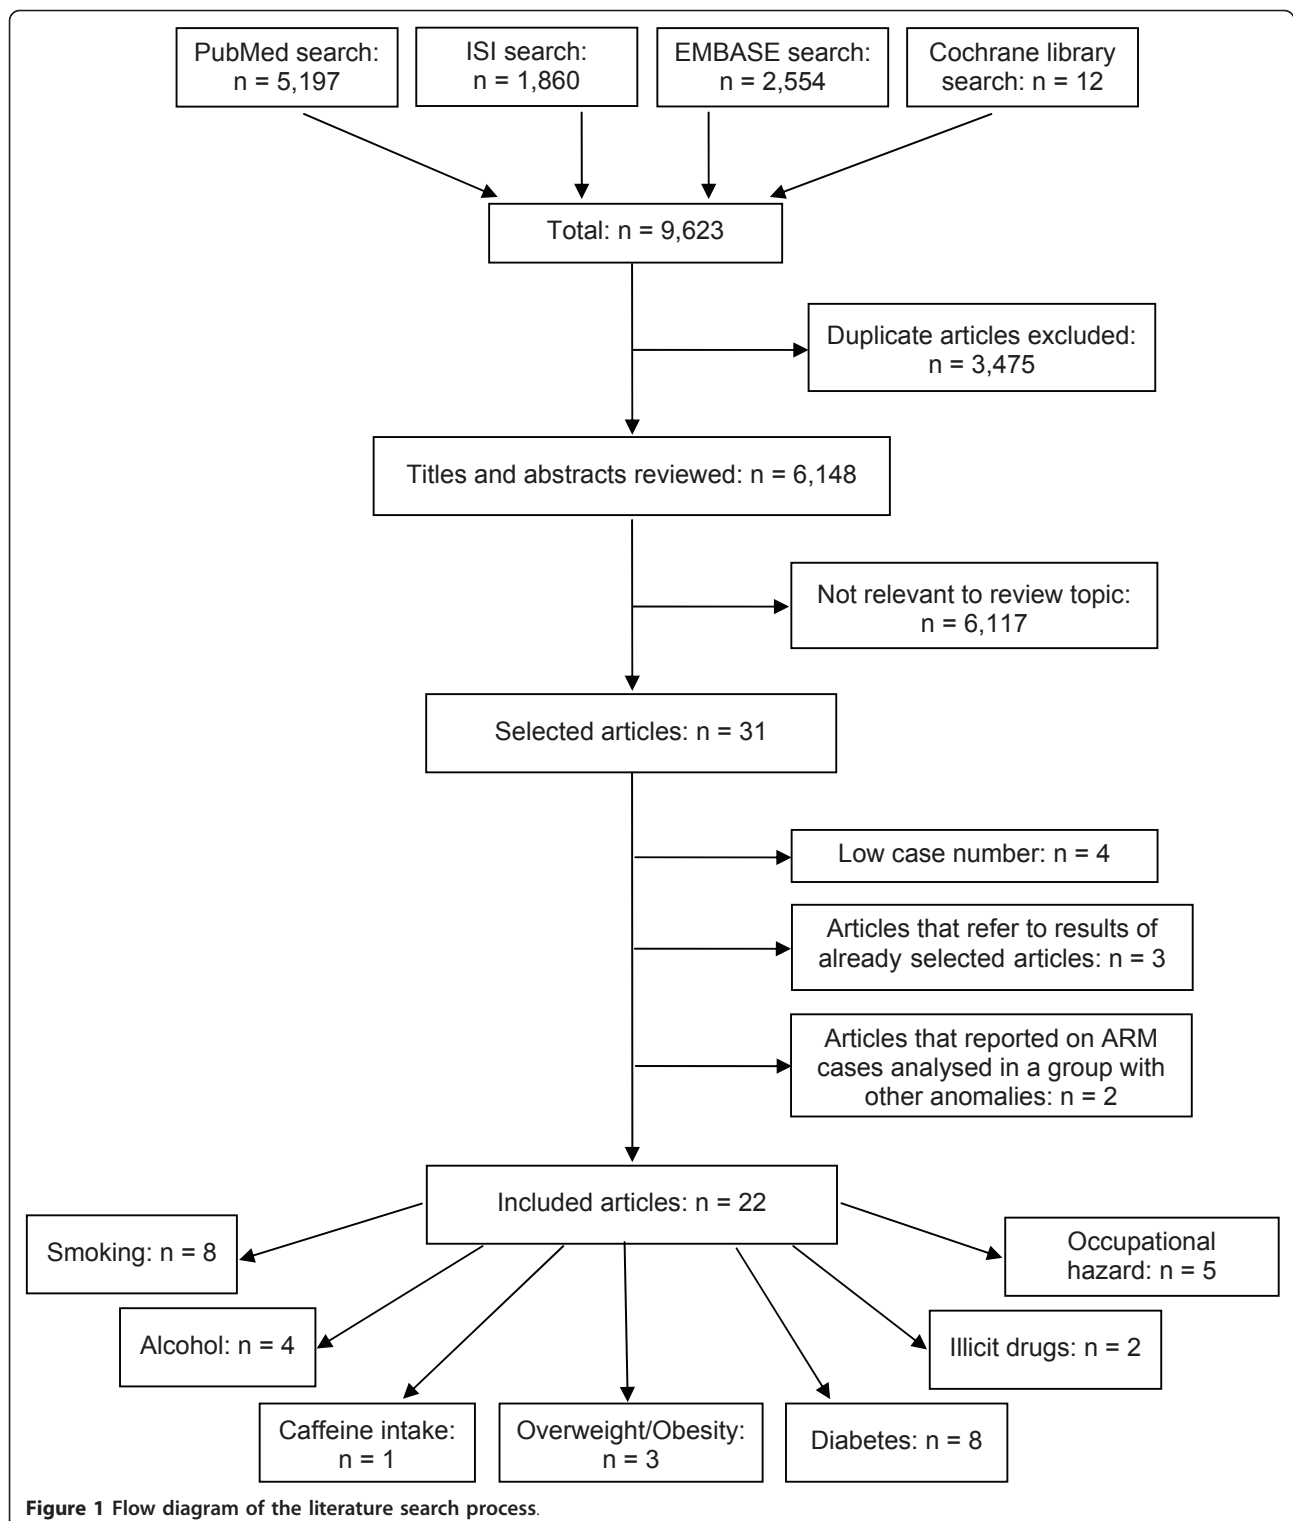 PubMed search:
n = 5,197
ISI search:
n = 1,860
EMBASE search:
n = 2,554
Cochrane library
search: n = 12
Total: n = 9,623
Duplicate articles excluded:
n = 3,475
Titles and abstracts reviewed: n = 6,148
Not relevant to review topic:
n = 6,117
Selected articles: n = 31
Low case number: n = 4
Articles that refer to results of
already selected articles: n = 3
Articles that reported on ARM
cases analysed in a group with
other anomalies: n = 2
Included articles: n = 22
Smoking: n = 8
Occupational
hazard: n = 5
Alcohol: n = 4
Illicit drugs: n = 2
Caffeine intake:
n = 1
Overweight/Obesity:
n = 3
Diabetes: n = 8
Figure 1 Flow diagram of the literature search process.